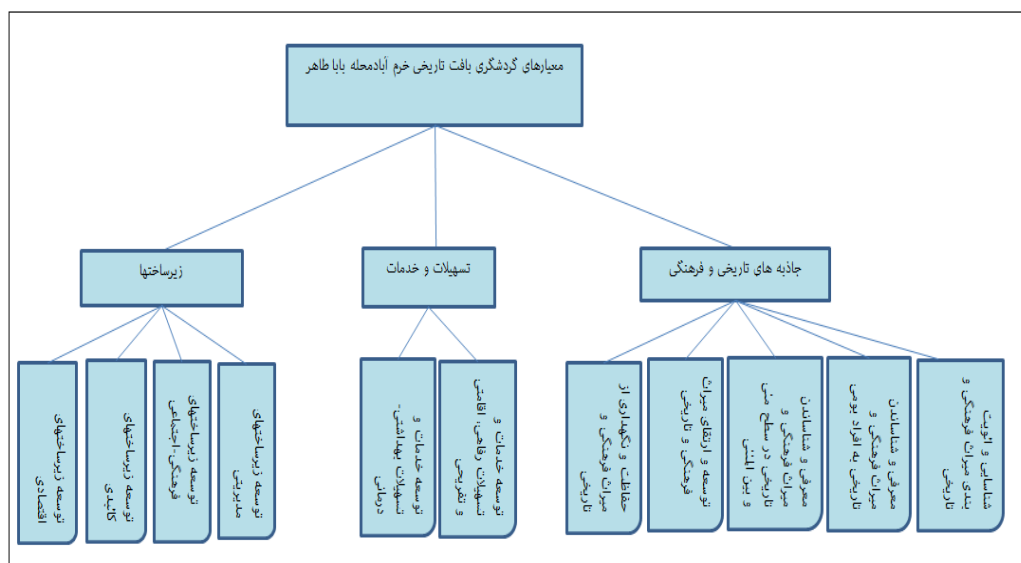 معیارهای گردشگری بافت تاریخی خرم آبادمحله بابا طاهر
جاذبه های تاریخی و فرهنگی
تسهیلات و خدمات
زیرساختها
شناسایی و الویت
بندی میراث فرهنگی و
تاریخی
معرفی و شناساندن
میراث فرهنگی و
تاریخی به افراد بومی
معرفی و شناساندن
میراث فرهنگی و
تاریخی در سطح ملی
و بین المللی
توسعه و ارتقای میراث
فرهنگی و تاریخی
حفاظت و نگهداری از
میراث فرهنگی و
تاریخی
توسعه خدمات و
تسهیلات رفاهی، اقامتی
و تفریحی
توسعه خدمات و
تسهیلات بهداشتی-
درمانی
توسعه زیرساختهای
مدیریتی
توسعه زیرساختهای
فرهنگی-اجتماعی
توسعه زیرساختهای
کالبدی
توسعه زیرساختهای
اقتصادی